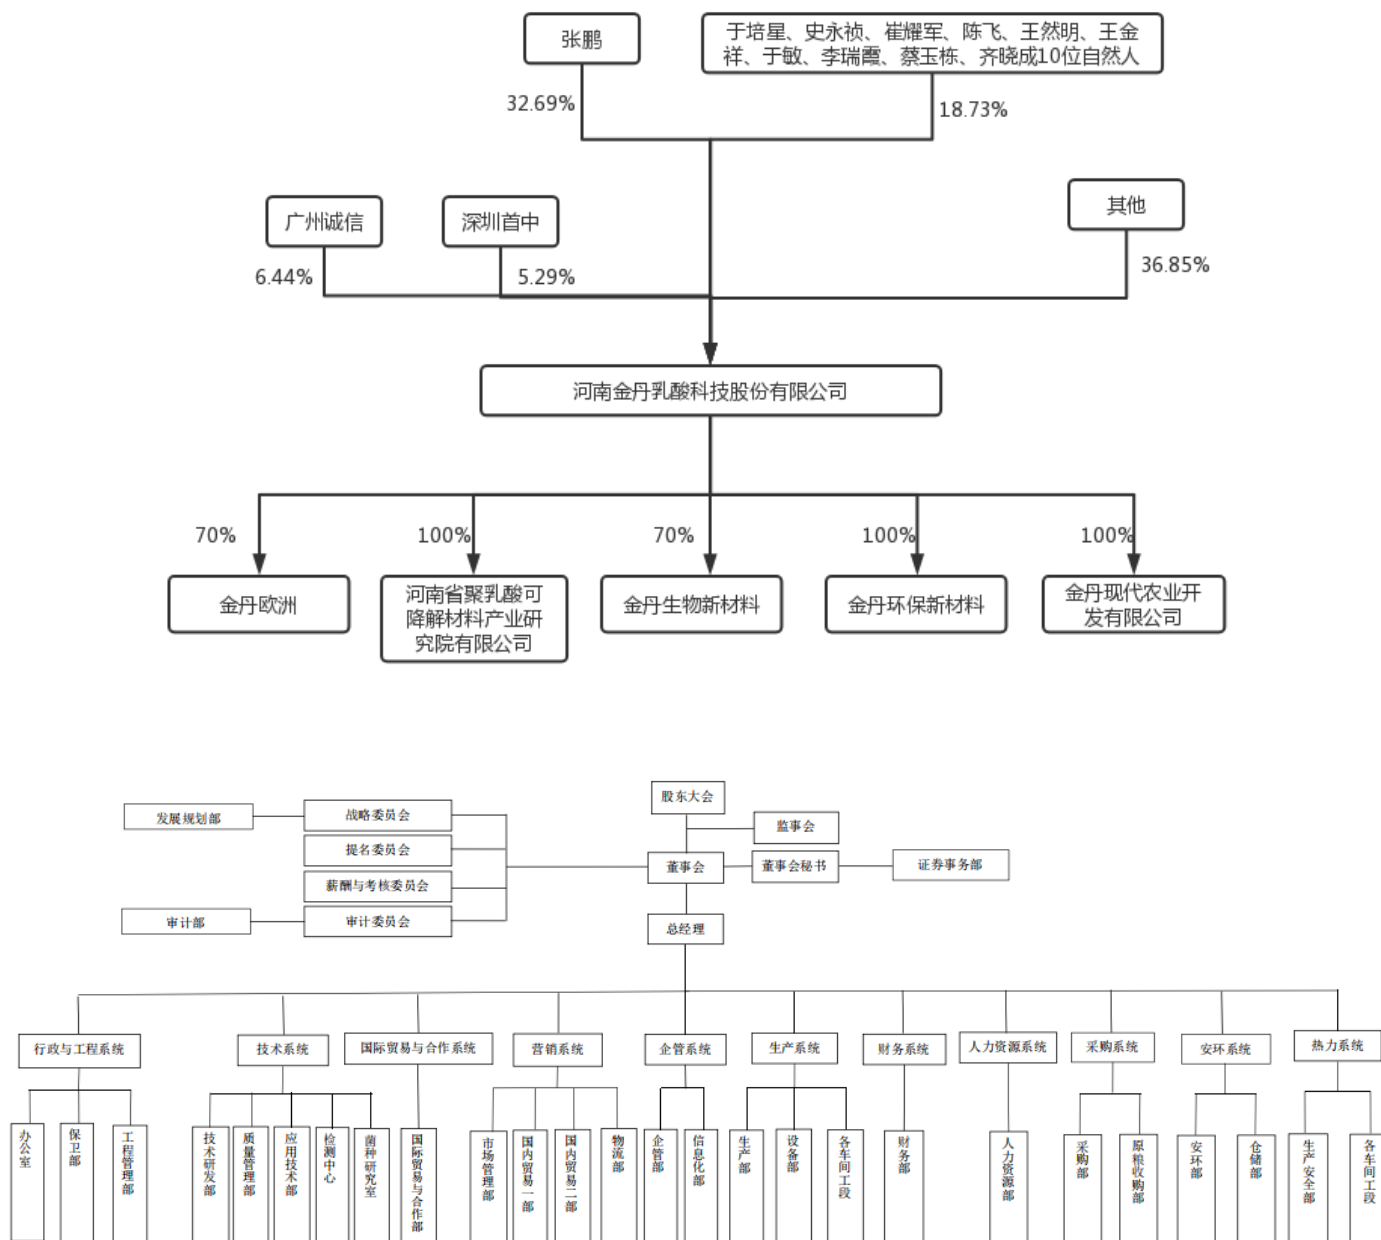 张鹏
于培星、史永祯、崔耀军、陈飞、王然明、王金
祥、于敏、李瑞霞、蔡玉栋、齐晓成10位自然人
32.69%
18.73%
广州诚信
深圳首中
其他
6.44%
5.29%
36.85%
河南金丹乳酸科技股份有限公司
70%
100%
70%
100%
100%
金丹欧洲
河南省聚乳酸可
降解材料产业研
究院有限公司
金丹生物新材料
金丹环保新材料
金丹现代农业开
发有限公司
股东大会
发展规划部
战略委员会
监事会
提名委员会
董事会
董事会秘书
证券事务部
薪酬与考核委员会
审计部
审计委员会
总经理
行政与工程系统
技术系统
国际贸易与合作系统
营销系统
企管系统
生产系统
财务系统
人力资源系统
采购系统
安环系统
热力系统
办公室
保卫部
工程管理部
技术研发部
质量管理部
应用技术部
检测中心
菌种研究室
国际贸易与合作部
市场管理部
国内贸易一部
国内贸易二部
物流部
企管部
信息化部
生产部
设备部
各车间工段
财务部
人力资源部
采购部
原粮收购部
安环部
仓储部
生产安全部
各车间工段